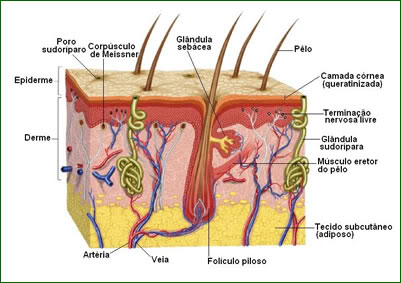 Poro
sudoríparo
Corpúsculo
de Meissner
Glândula
sebácea
Pêlo
Epiderme
Camada córnea
(queratinizada)
Terminação
nervosa livre
Derme
Glândula
sudorípara
Músculo eretor
do pêlo
Tecido subcutâneo
(adiposo)
Artéria
Veia
Folículo piloso